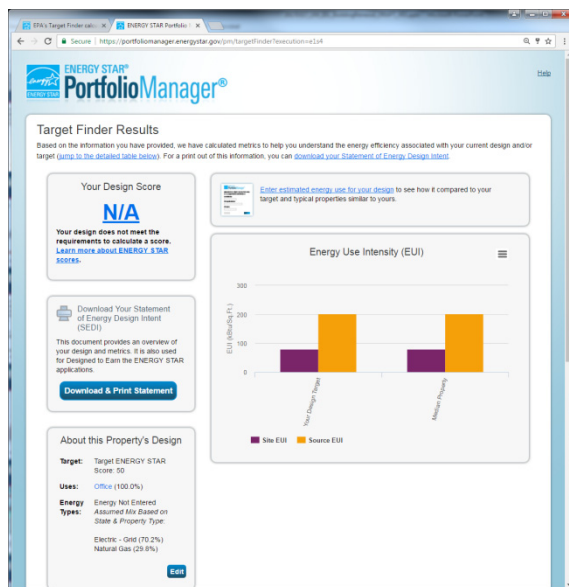 EPA's Target Finder calcu
ENERGY STAR Portfolio
Secure | https://portfoliomanager.energystar.gov/pm/targetFinder?execution=e1s4
ENERGY STAR®
PortfolioManager®
ENERGY STAR
Help
Target Finder Results
Based on the information you have provided, we have calculated metrics to help you understand the energy efficiency associated with your current design and/or
target (jump to the detailed table below). For a print out of this information, you can download your Statement of Energy Design Intent.
Your Design Score
N/A
Your design does not meet the
requirements to calculate a score.
Learn more about ENERGY STAR
scores.
Enter estimated energy use for your design to see how it compared to your
target and typical properties similar to yours.
Energy Use Intensity (EUI)
EUI (kBtu/Sq.Ft.)
300
200
100
0
Your Design Target
Median Property
Site EUI
Source EUI
Download Your Statement
of Energy Design Intent
(SEDI)
This document provides an overview of
your design and metrics. It is also used
for Designed to Earn the ENERGY STAR
applications.
Download & Print Statement
About this Property's Design
Target: Target ENERGY STAR
Score: 50
Uses: Office (100.0%)
Energy Energy Not Entered
Types: Assumed Mix Based on
State & Property Type:
Electric - Grid (70.2%)
Natural Gas (29.8%)
Edit